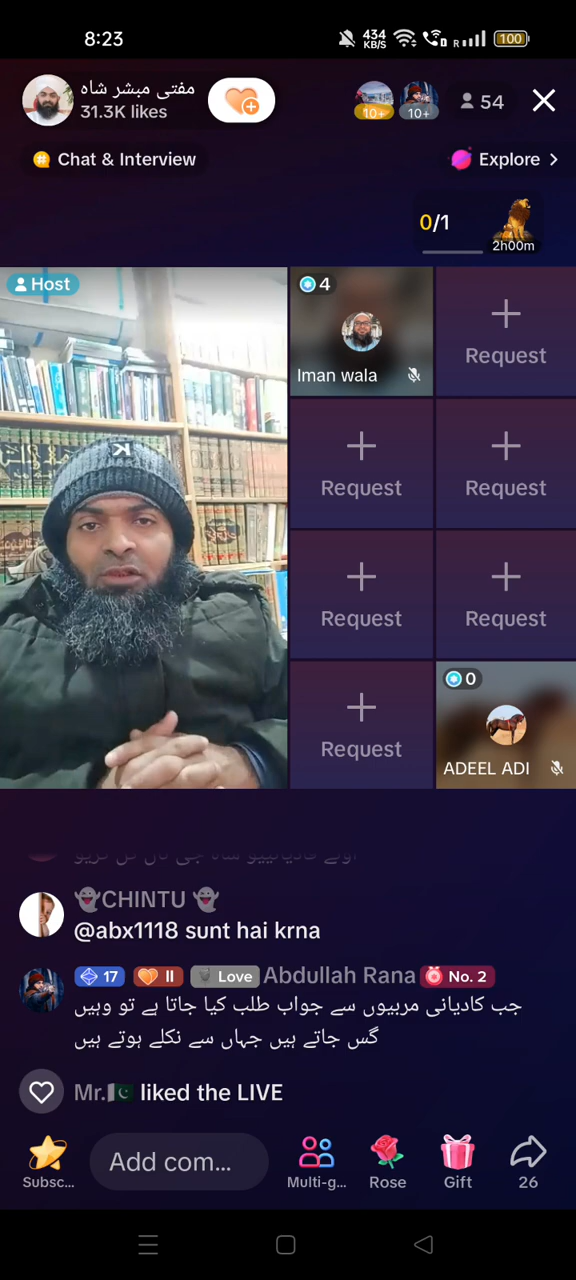 8:23
434
KB/S
R
100
مفتی مبشر شاہ
31.3K likes
10+
10+
54
Chat & Interview
Explore >
0/1
2h00m
Host
4
Iman wala
Request
Request
Request
Request
Request
Request
0
ADEEL ADI
👻CHINTU 👻
@abx1118 sunt hai krna
17
II
Love
Abdullah Rana
No. 2
جب کادیانی مربیوں سے جواب طلب کیا جاتا ہے تو وہیں
گس جاتے ہیں جہاں سے نکلے ہوتے ہیں
Mr.🇵🇰 liked the LIVE
Subsc...
Add com...
Multi-g...
Rose
Gift
26